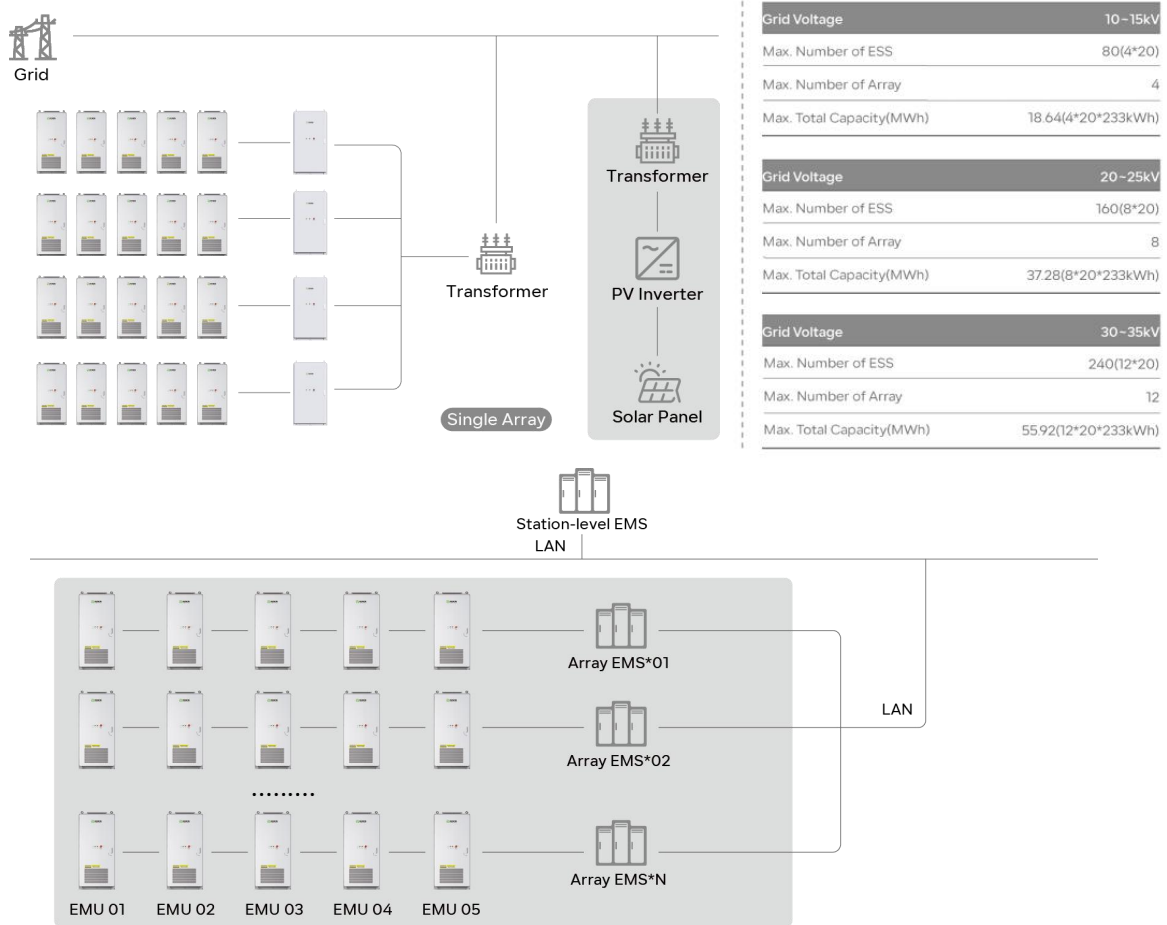 Grid
Transformer
Single Array
Transformer
PV Inverter
Solar Panel
Grid Voltage 10~15kV
Max. Number of ESS 80(4*20)
Max. Number of Array 4
Max. Total Capacity(MWh) 18.64(4*20*233kWh)
Grid Voltage 20~25kV
Max. Number of ESS 160(8*20)
Max. Number of Array 8
Max. Total Capacity(MWh) 37.28(8*20*233kWh)
Grid Voltage 30~35kV
Max. Number of ESS 240(12*20)
Max. Number of Array 12
Max. Total Capacity(MWh) 55.92(12*20*233kWh)
Station-level EMS
LAN
Array EMS*01
LAN
Array EMS*02
.........
Array EMS*N
EMU 01 EMU 02 EMU 03 EMU 04 EMU 05